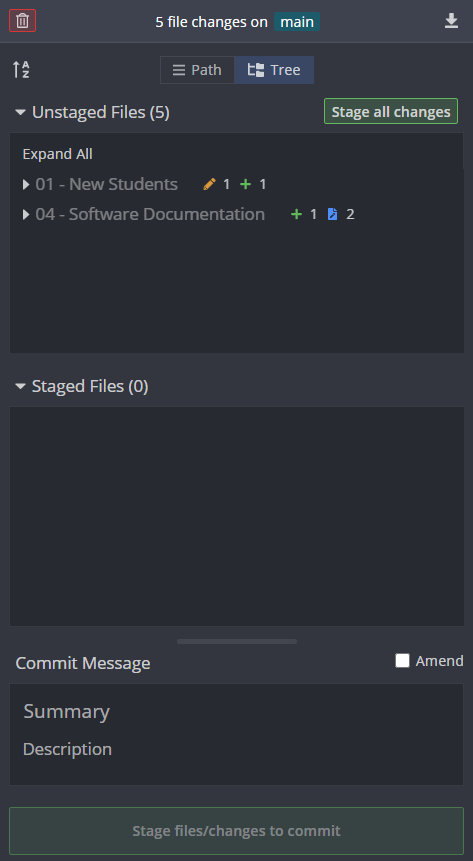 5 file changes on main
A
Z
Path Tree
Unstaged Files (5) Stage all changes
Expand All
01 - New Students 1 + 1
04 - Software Documentation + 1 2
Staged Files (0)
Commit Message Amend
Summary
Description
Stage files/changes to commit